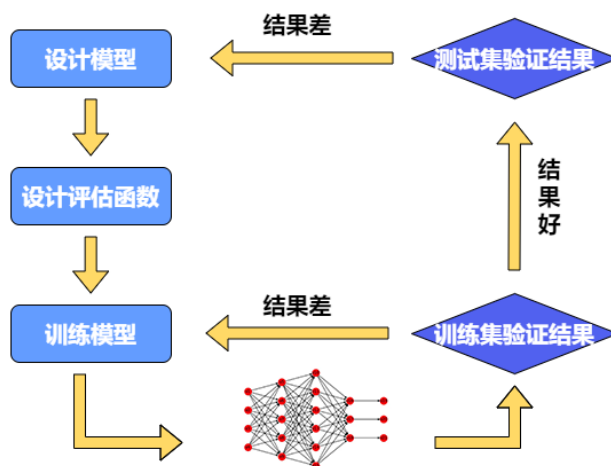 结果差
设计模型
测试集验证结果
设计评估函数
结果好
结果差
训练模型
训练集验证结果